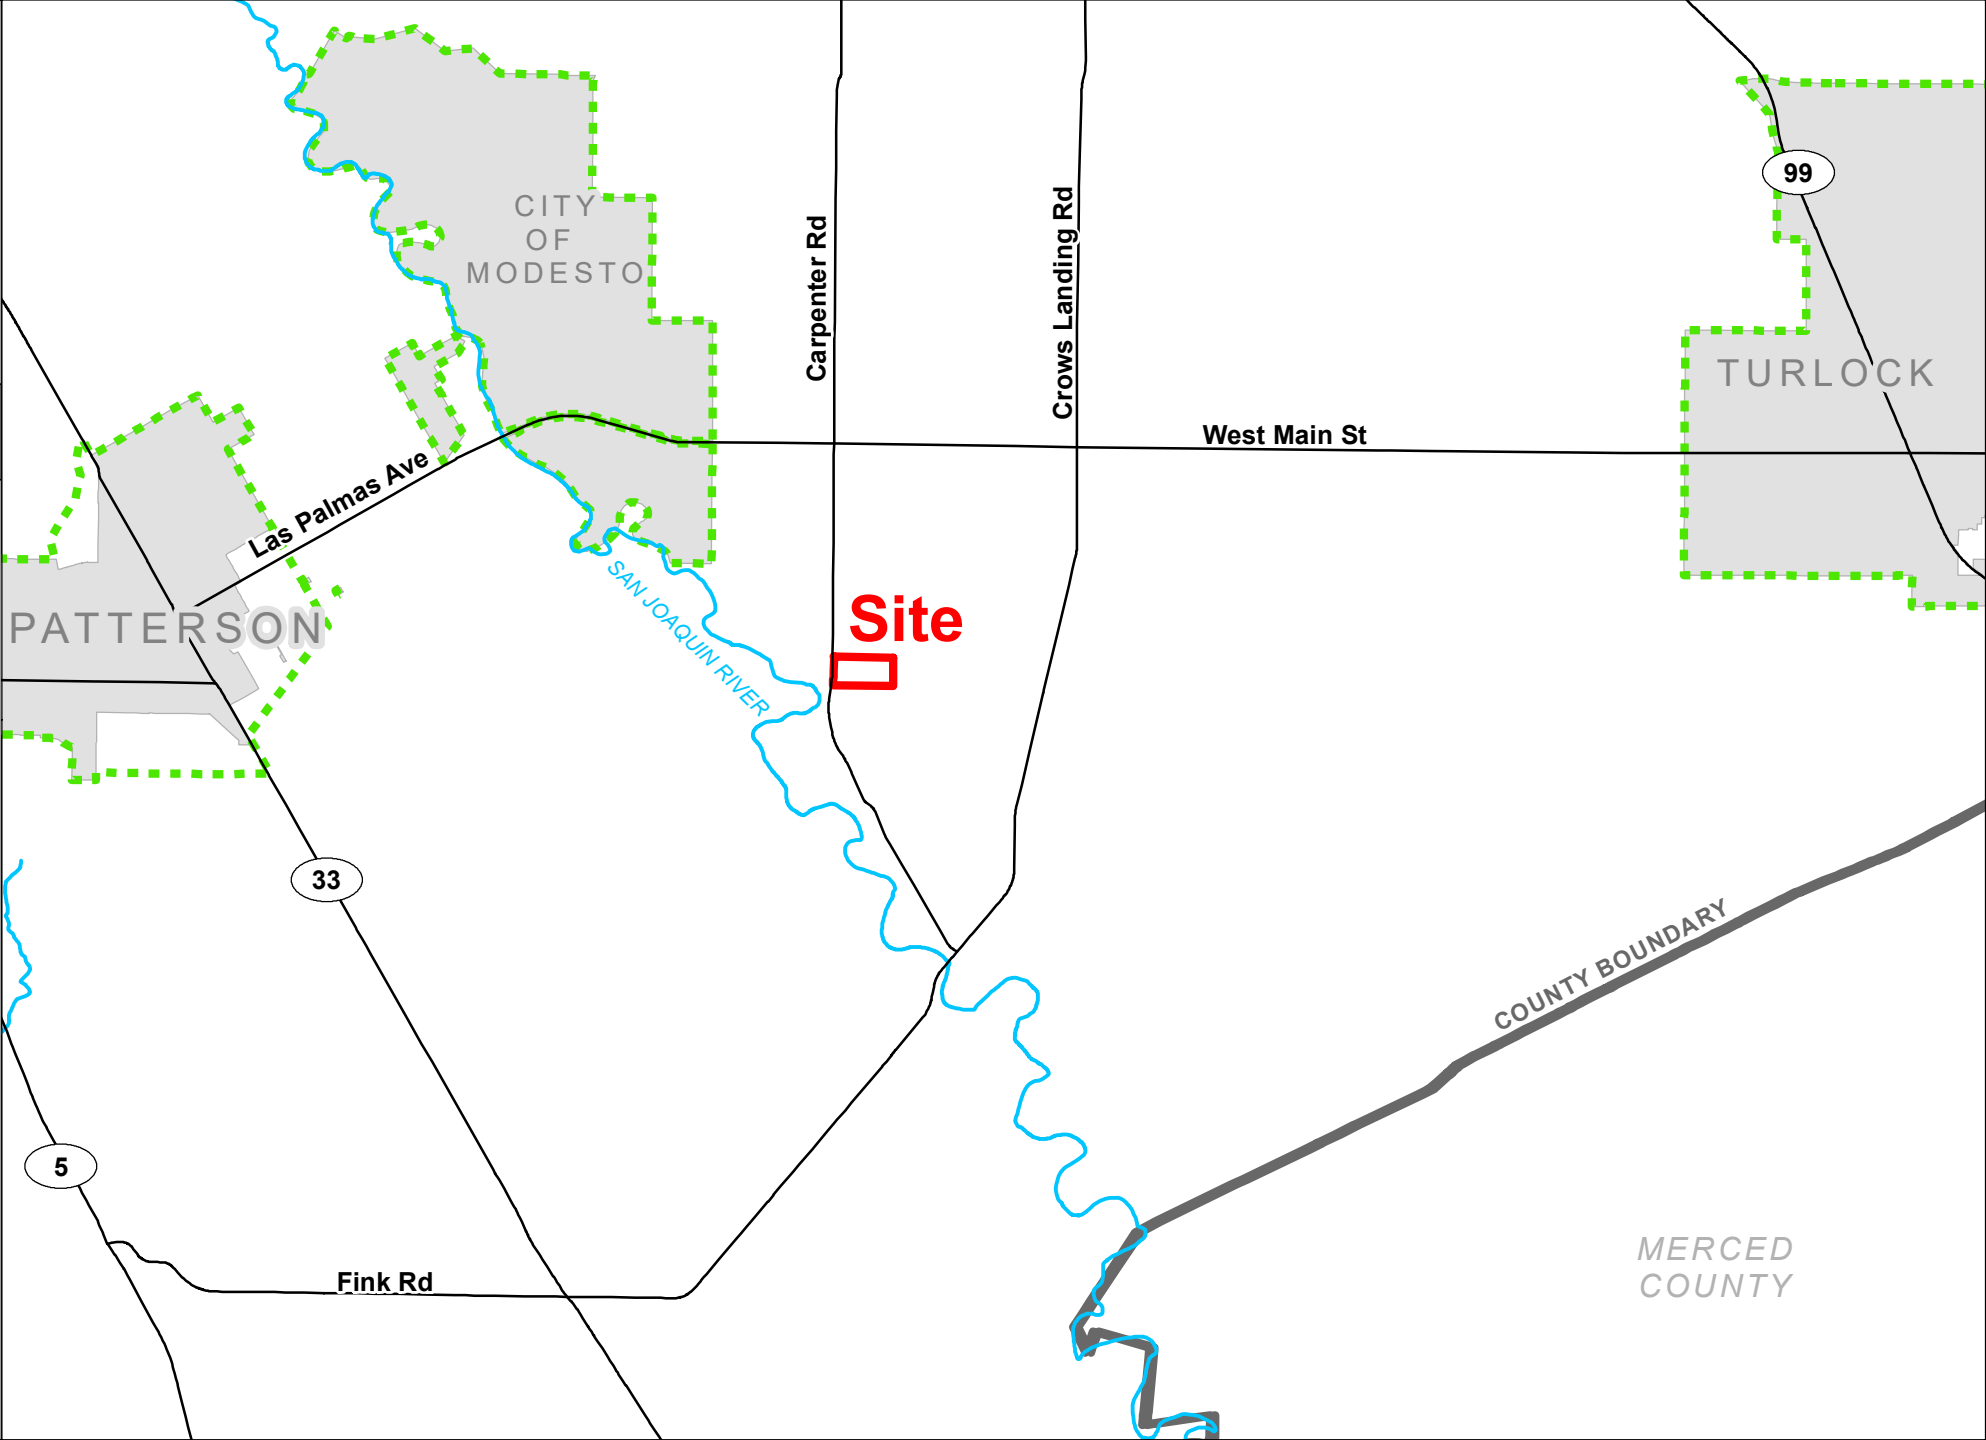 99
CITY
OF
MODESTO
Carpenter Rd
Crows Landing Rd
TURLOCK
West Main St
Las Palmas Ave
PATTERSON
SAN JOAQUIN RIVER
Site
33
COUNTY BOUNDARY
5
MERCED
COUNTY
Fink Rd